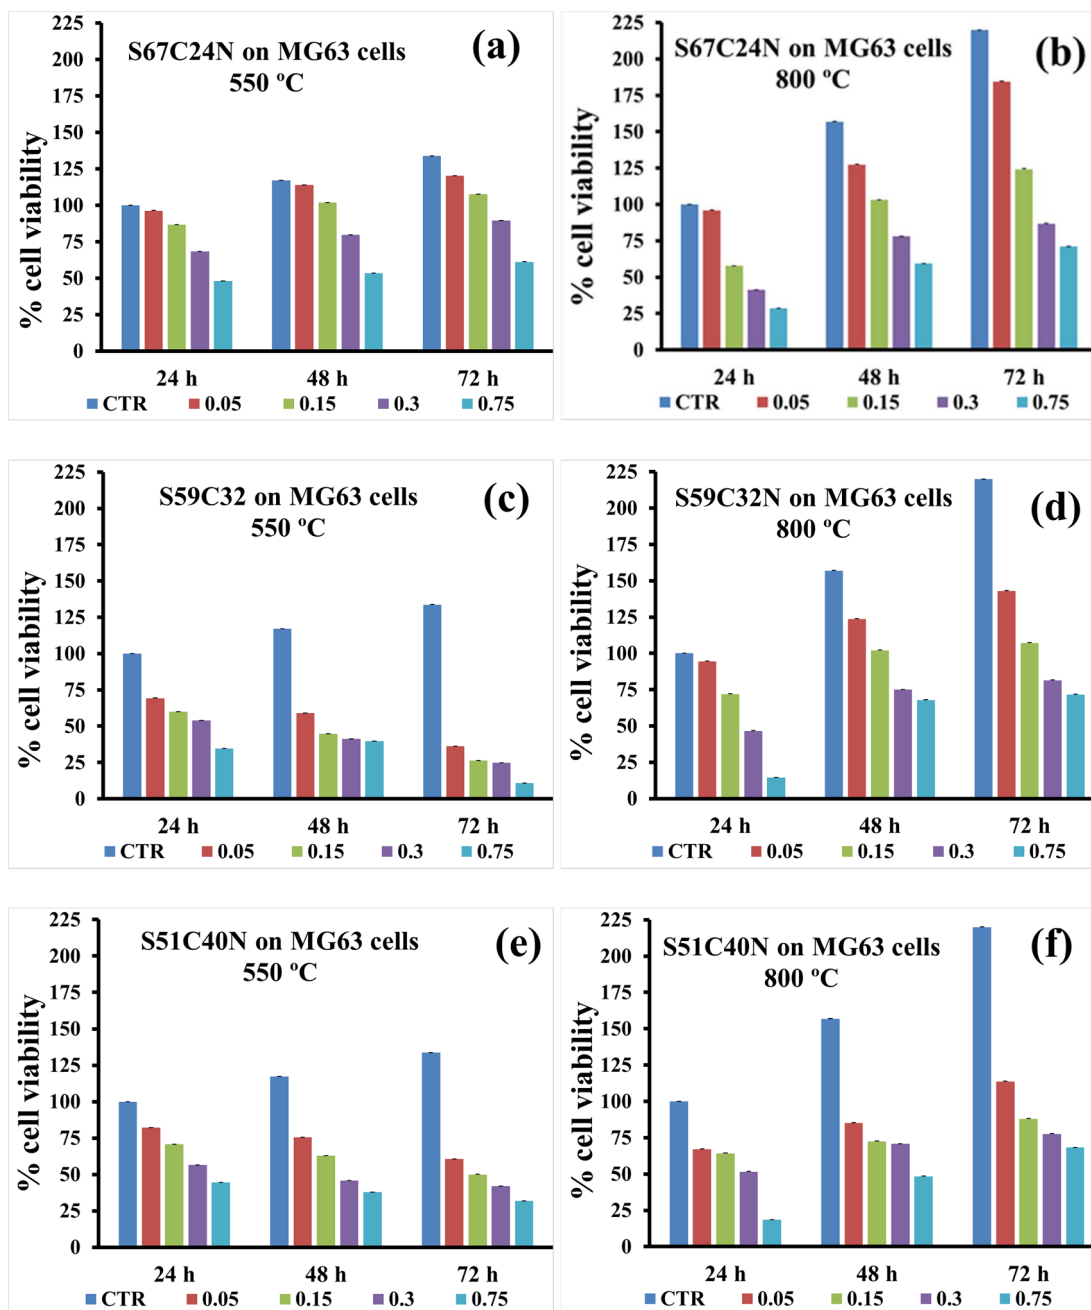 S67C24N on MG63 cells
550 ºC
(a)
% cell viability
225
200
175
150
125
100
75
50
25
0
24 h 48 h 72 h
CTR 0.05 0.15 0.3 0.75
S67C24N on MG63 cells
800 ºC
(b)
% cell viability
225
200
175
150
125
100
75
50
25
0
24 h 48 h 72 h
CTR 0.05 0.15 0.3 0.75
S59C32 on MG63 cells
550 ºC
(c)
% cell viability
225
200
175
150
125
100
75
50
25
0
24 h 48 h 72 h
CTR 0.05 0.15 0.3 0.75
S59C32N on MG63 cells
800 ºC
(d)
% cell viability
225
200
175
150
125
100
75
50
25
0
24 h 48 h 72 h
CTR 0.05 0.15 0.3 0.75
S51C40N on MG63 cells
550 ºC
(e)
% cell viability
225
200
175
150
125
100
75
50
25
0
24 h 48 h 72 h
CTR 0.05 0.15 0.3 0.75
S51C40N on MG63 cells
800 ºC
(f)
% cell viability
225
200
175
150
125
100
75
50
25
0
24 h 48 h 72 h
CTR 0.05 0.15 0.3 0.75